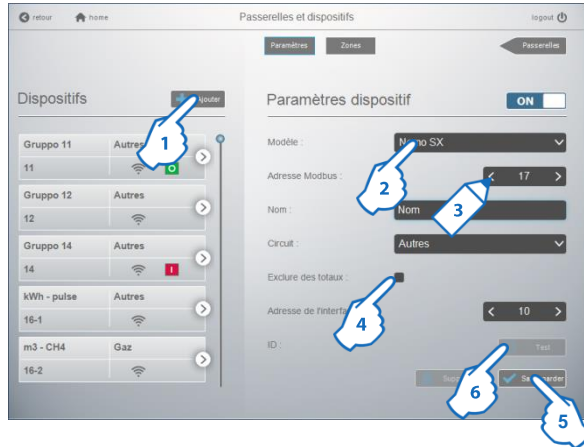 retour
home
Passerelles et dispositifs
logout
Paramètres
Zones
Passerelles
Dispositifs
Ajouter
Paramètres dispositif
ON
1
Gruppo 11
Autres
11
O
Gruppo 12
Autres
12
Gruppo 14
Autres
14
I
kWh - pulse
Autres
16-1
m3 - CH4
Gaz
16-2
Modèle :
SX
2
Adresse Modbus :
17
3
Nom :
Nom
Circuit :
Autres
Exclure des totaux :
4
Adresse de
10
ID :
Test
6
5